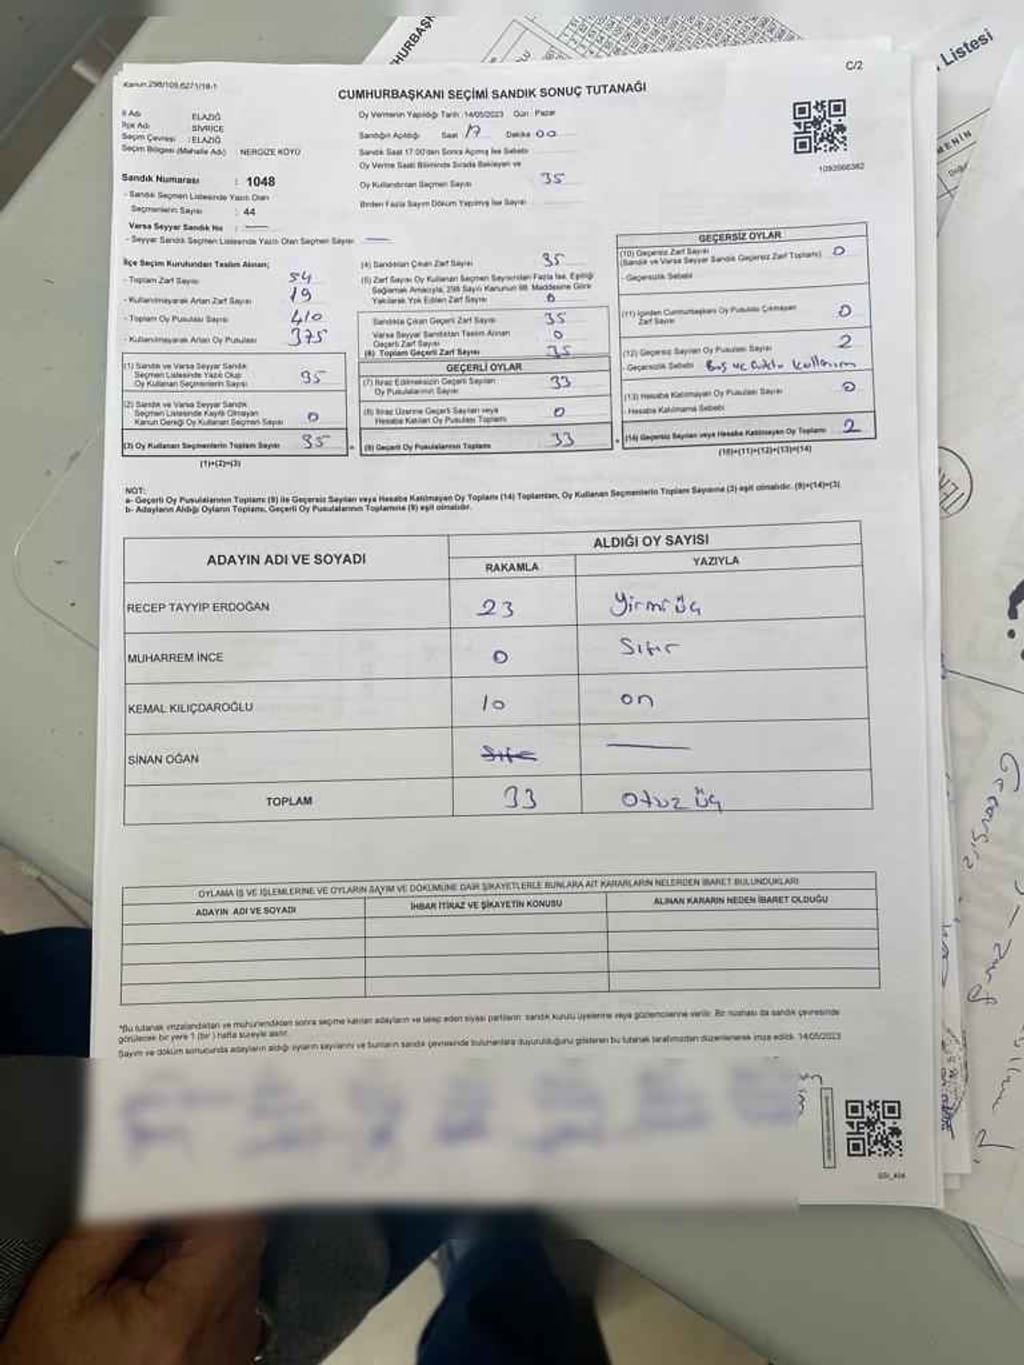 HURBAŞK
Listesi
MENİN
C/2
Kanun:298/109,6271/18-1
CUMHURBAŞKANI SEÇİMİ SANDIK SONUÇ TUTANAĞI
İl Adı : ELAZIĞ
İlçe Adı : SİVRİCE
Seçim Çevresi : ELAZIĞ
Seçim Bölgesi (Mahalle Adı) : NERGİZE KÖYÜ
Sandık Numarası : 1048
- Sandık Seçmen Listesinde Yazılı Olan
Seçmenlerin Sayısı : 44
Varsa Seyyar Sandık No : —
- Seyyar Sandık Seçmen Listesinde Yazılı Olan Seçmen Sayısı —
Oy Vermenin Yapıldığı Tarih :14/05/2023 Gün : Pazar
Sandığın Açıldığı Saat 17 Dakika 00
Sandık Saat 17:00'den Sonra Açılmış İse Sebebi
Oy Verme Saati Bitiminde Sırada Bekleyen ve
Oy Kullandırılan Seçmen Sayısı 35
Birden Fazla Sayım Döküm Yapılmış İse Sayısı
1093966362
İlçe Seçim Kurulundan Teslim Alınan;
- Toplam Zarf Sayısı 54
- Kullanılmayarak Artan Zarf Sayısı 19
- Toplam Oy Pusulası Sayısı 410
- Kullanılmayarak Artan Oy Pusulası 375
(1) Sandık ve Varsa Seyyar Sandık
Seçmen Listesinde Yazılı Olup
Oy Kullanan Seçmenlerin Sayısı 35
(2) Sandık ve Varsa Seyyar Sandık
Seçmen Listesinde Kayıtlı Olmayan
Kanun Gereği Oy Kullanan Seçmen Sayısı 0
(3) Oy Kullanan Seçmenlerin Toplam Sayısı 35
(1)+(2)=(3)
(4) Sandıktan Çıkan Zarf Sayısı 35
(5) Zarf Sayısı Oy Kullanan Seçmen Sayısından Fazla İse, Eşitliği
Sağlamak Amacıyla, 298 Sayılı Kanunun 98. Maddesine Göre
Yakılarak Yok Edilen Zarf Sayısı 0
Sandıkta Çıkan Geçerli Zarf Sayısı 35
Varsa Seyyar Sandıktan Teslim Alınan
Geçerli Zarf Sayısı 0
(6) Toplam Geçerli Zarf Sayısı 35
GEÇERLİ OYLAR
(7) İtiraz Edilmeksizin Geçerli Sayılan
Oy Pusulalarının Sayısı 33
(8) İtiraz Üzerine Geçerli Sayılan veya
Hesaba Katılan Oy Pusulası Toplamı 0
(9) Geçerli Oy Pusulalarının Toplamı 33
GEÇERSİZ OYLAR
(10) Geçersiz Zarf Sayısı
(Sandık ve Varsa Seyyar Sandık Geçersiz Zarf Toplamı) 0
- Geçersizlik Sebebi
(11) İçinden Cumhurbaşkanı Oy Pusulası Çıkmayan
Zarf Sayısı 0
(12) Geçersiz Sayılan Oy Pusulası Sayısı 2
- Geçersizlik Sebebi Boş ve kullanım
(13) Hesaba Katılmayan Oy Pusulası Sayısı 0
- Hesaba Katılmama Sebebi
(14) Geçersiz Sayılan veya Hesaba Katılmayan Oy Toplamı 2
(10)+(11)+(12)+(13)=(14)
NOT:
a- Geçerli Oy Pusulalarının Toplamı (9) ile Geçersiz Sayılan veya Hesaba Katılmayan Oy Toplamı (14) Toplamları, Oy Kullanan Seçmenlerin Toplam Sayısına (3) eşit olmalıdır. (9)+(14)=(3)
b- Adayların Aldığı Oyların Toplamı, Geçerli Oy Pusulalarının Toplamına (9) eşit olmalıdır.
ADAYIN ADI VE SOYADI
ALDIĞI OY SAYISI
RAKAMLA YAZIYLA
RECEP TAYYİP ERDOĞAN 23 Yirmi üç
MUHARREM İNCE 0 Sıfır
KEMAL KILIÇDAROĞLU 10 on
SİNAN OĞAN —
TOPLAM 33 Otuz üç
OYLAMA İŞ VE İŞLEMLERİNE VE OYLARIN SAYIM VE DÖKÜMÜNE DAİR ŞİKAYETLERLE BUNLARA AİT KARARLARIN NELERDEN İBARET BULUNDUKLARI
ADAYIN ADI VE SOYADI İHBAR İTİRAZ VE ŞİKAYETİN KONUSU ALINAN KARARIN NEDEN İBARET OLDUĞU
*Bu tutanak imzalandıktan ve mühürlendikten sonra seçime katılan adayların ve talep eden siyasi partilerin sandık kurulu üyelerine veya gözlemcilerine verilir. Bir nüshası da sandık çevresinde
görülecek bir yere 1 (bir) hafta süreyle asılır.
Sayım ve döküm sonucunda adayların aldığı oyların sayılarını ve bunların sandık çevresinde bulunanlara duyurulduğunu gösteren bu tutanak tarafımızdan düzenlenerek imza edildi. 14/05/2023